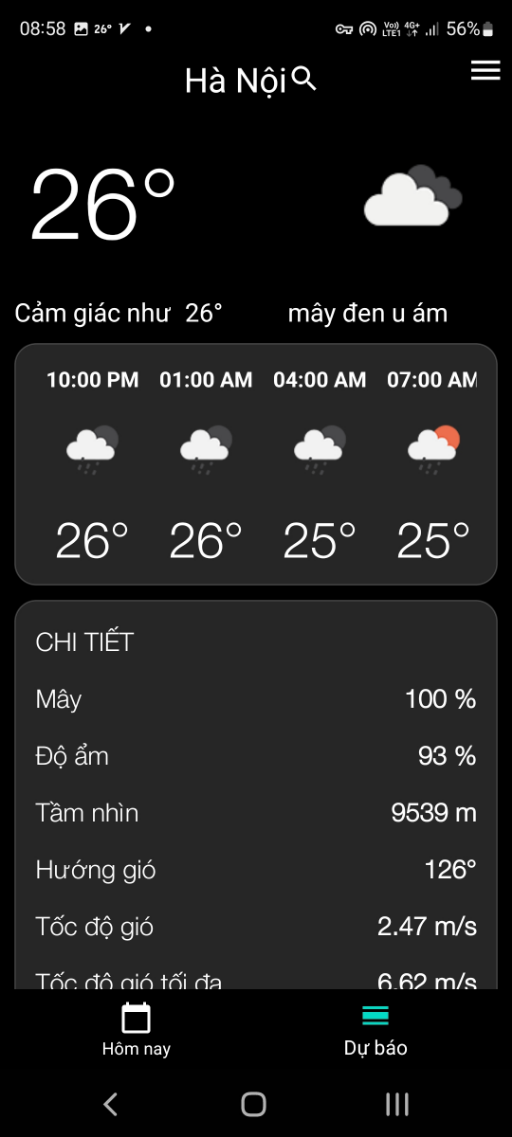 08:58 26° 56%
Vo)) 4G+
LTE1
Hà Nội
26°
Cảm giác như 26° mây đen u ám
10:00 PM 01:00 AM 04:00 AM 07:00 AM
26° 26° 25° 25°
CHI TIẾT
Mây 100 %
Độ ẩm 93 %
Tầm nhìn 9539 m
Hướng gió 126°
Tốc độ gió 2.47 m/s
Tốc độ gió tối đa 6.62 m/s
Hôm nay Dự báo